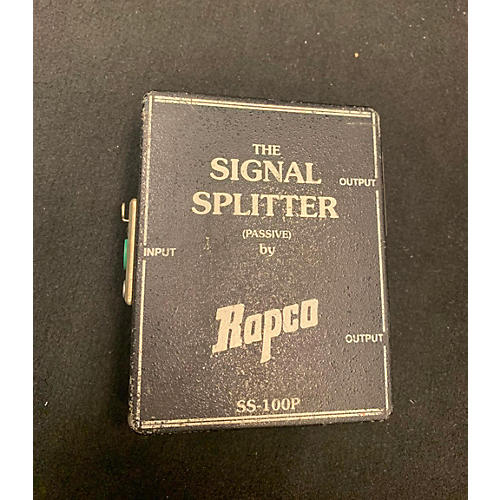 THE
SIGNAL
SPLITTER
OUTPUT
(PASSIVE)
by
INPUT
Rapco
OUTPUT
SS-100P